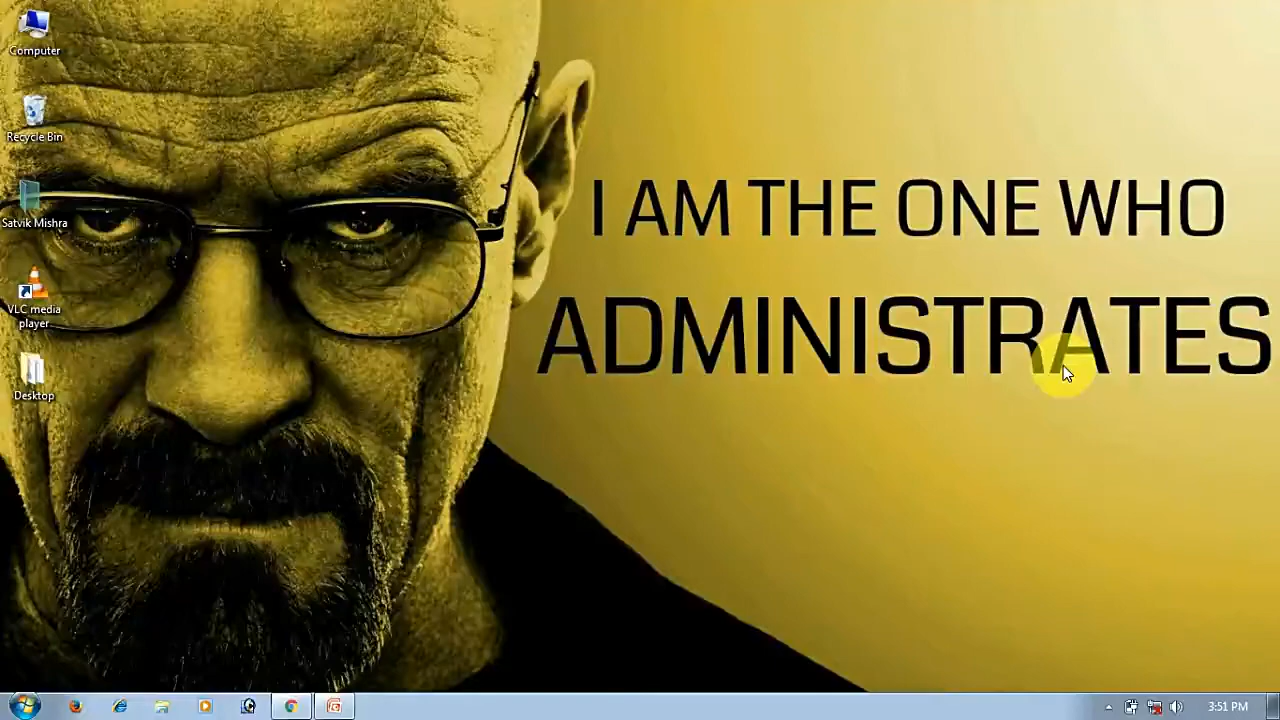 Computer
Recycle Bin
Satvik Mishra
VLC media
player
Desktop
I AM THE ONE WHO
ADMINISTRATES
3:51 PM